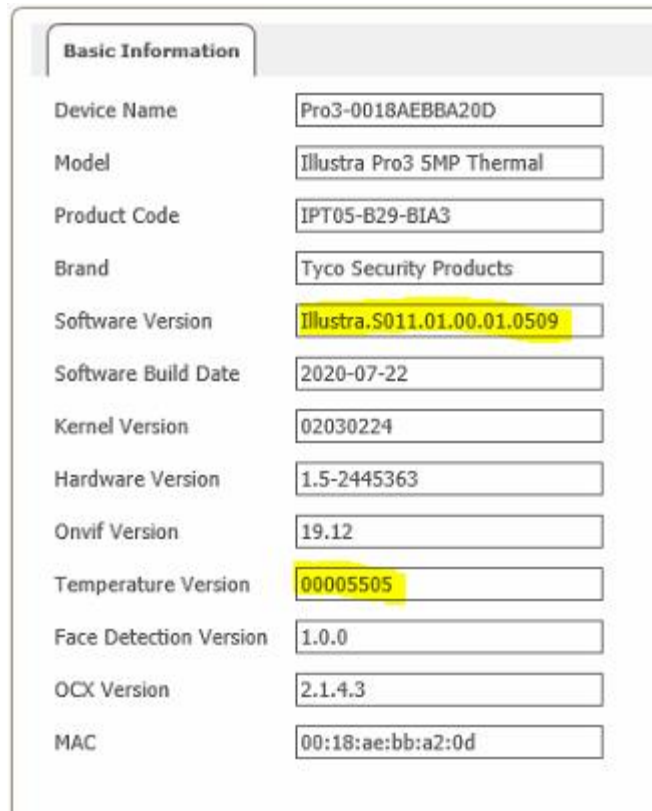 Basic Information
Device Name Pro3-0018AEBBA20D
Model Illustra Pro3 5MP Thermal
Product Code IPT05-B29-BIA3
Brand Tyco Security Products
Software Version Illustra.S011.01.00.01.0509
Software Build Date 2020-07-22
Kernel Version 02030224
Hardware Version 1.5-2445363
Onvif Version 19.12
Temperature Version 00005505
Face Detection Version 1.0.0
OCX Version 2.1.4.3
MAC 00:18:ae:bb:a2:0d